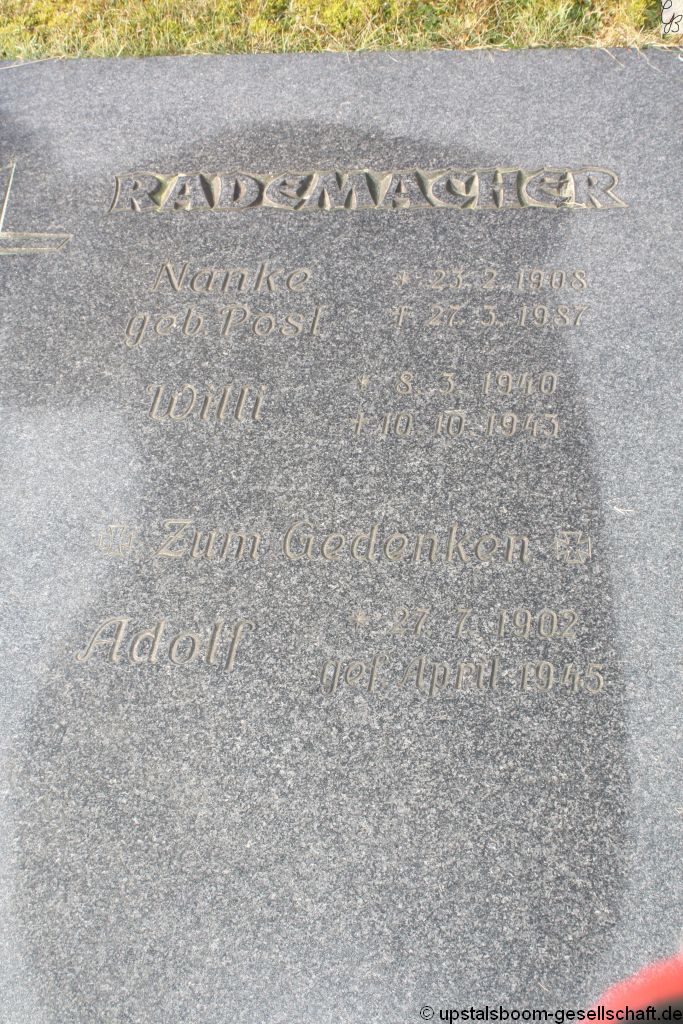 RADEMACHER
Nanke * 23. 2. 1908
geb. Post † 27. 3. 1987
Willi * 8. 3. 1940
† 10. 10. 1943
Zum Gedenken
Adolf * 27. 7. 1902
gef. April 1945
© upstalsboom-gesellschaft.de